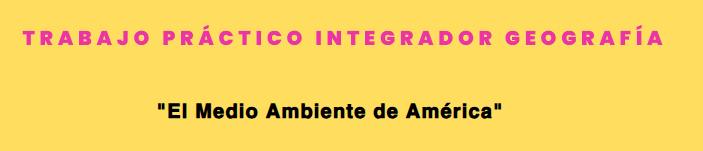 TRABAJO PRÁCTICO INTEGRADOR GEOGRAFÍA
"El Medio Ambiente de América"